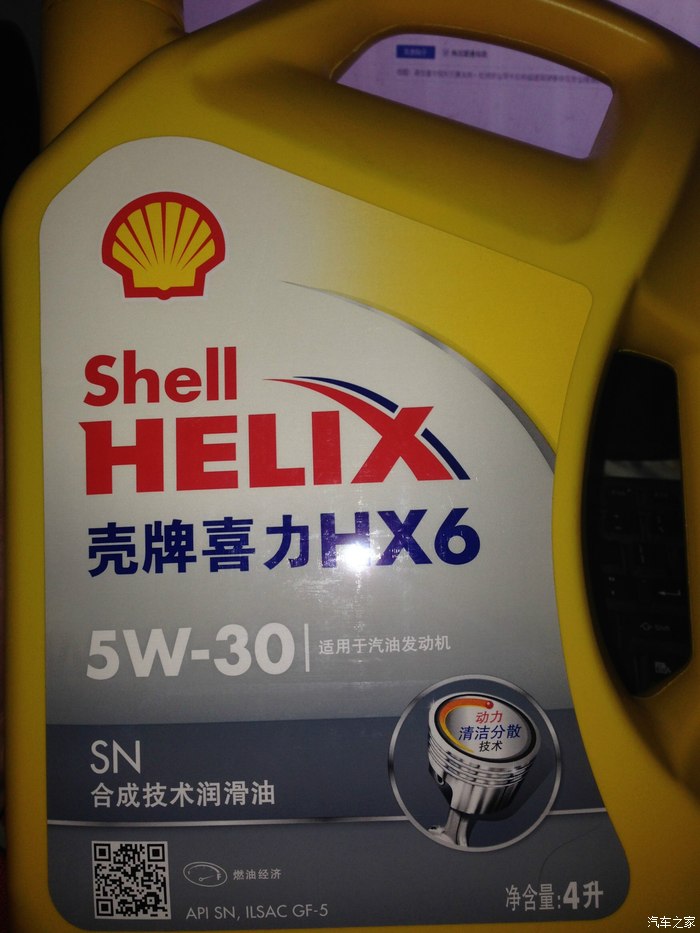 Shell
HELIX
壳牌喜力HX6
5W-30
适用于汽油发动机
动力
清洁分散
技术
SN
合成技术润滑油
燃油经济
API SN, ILSAC GF-5
净含量:4升
汽车之家